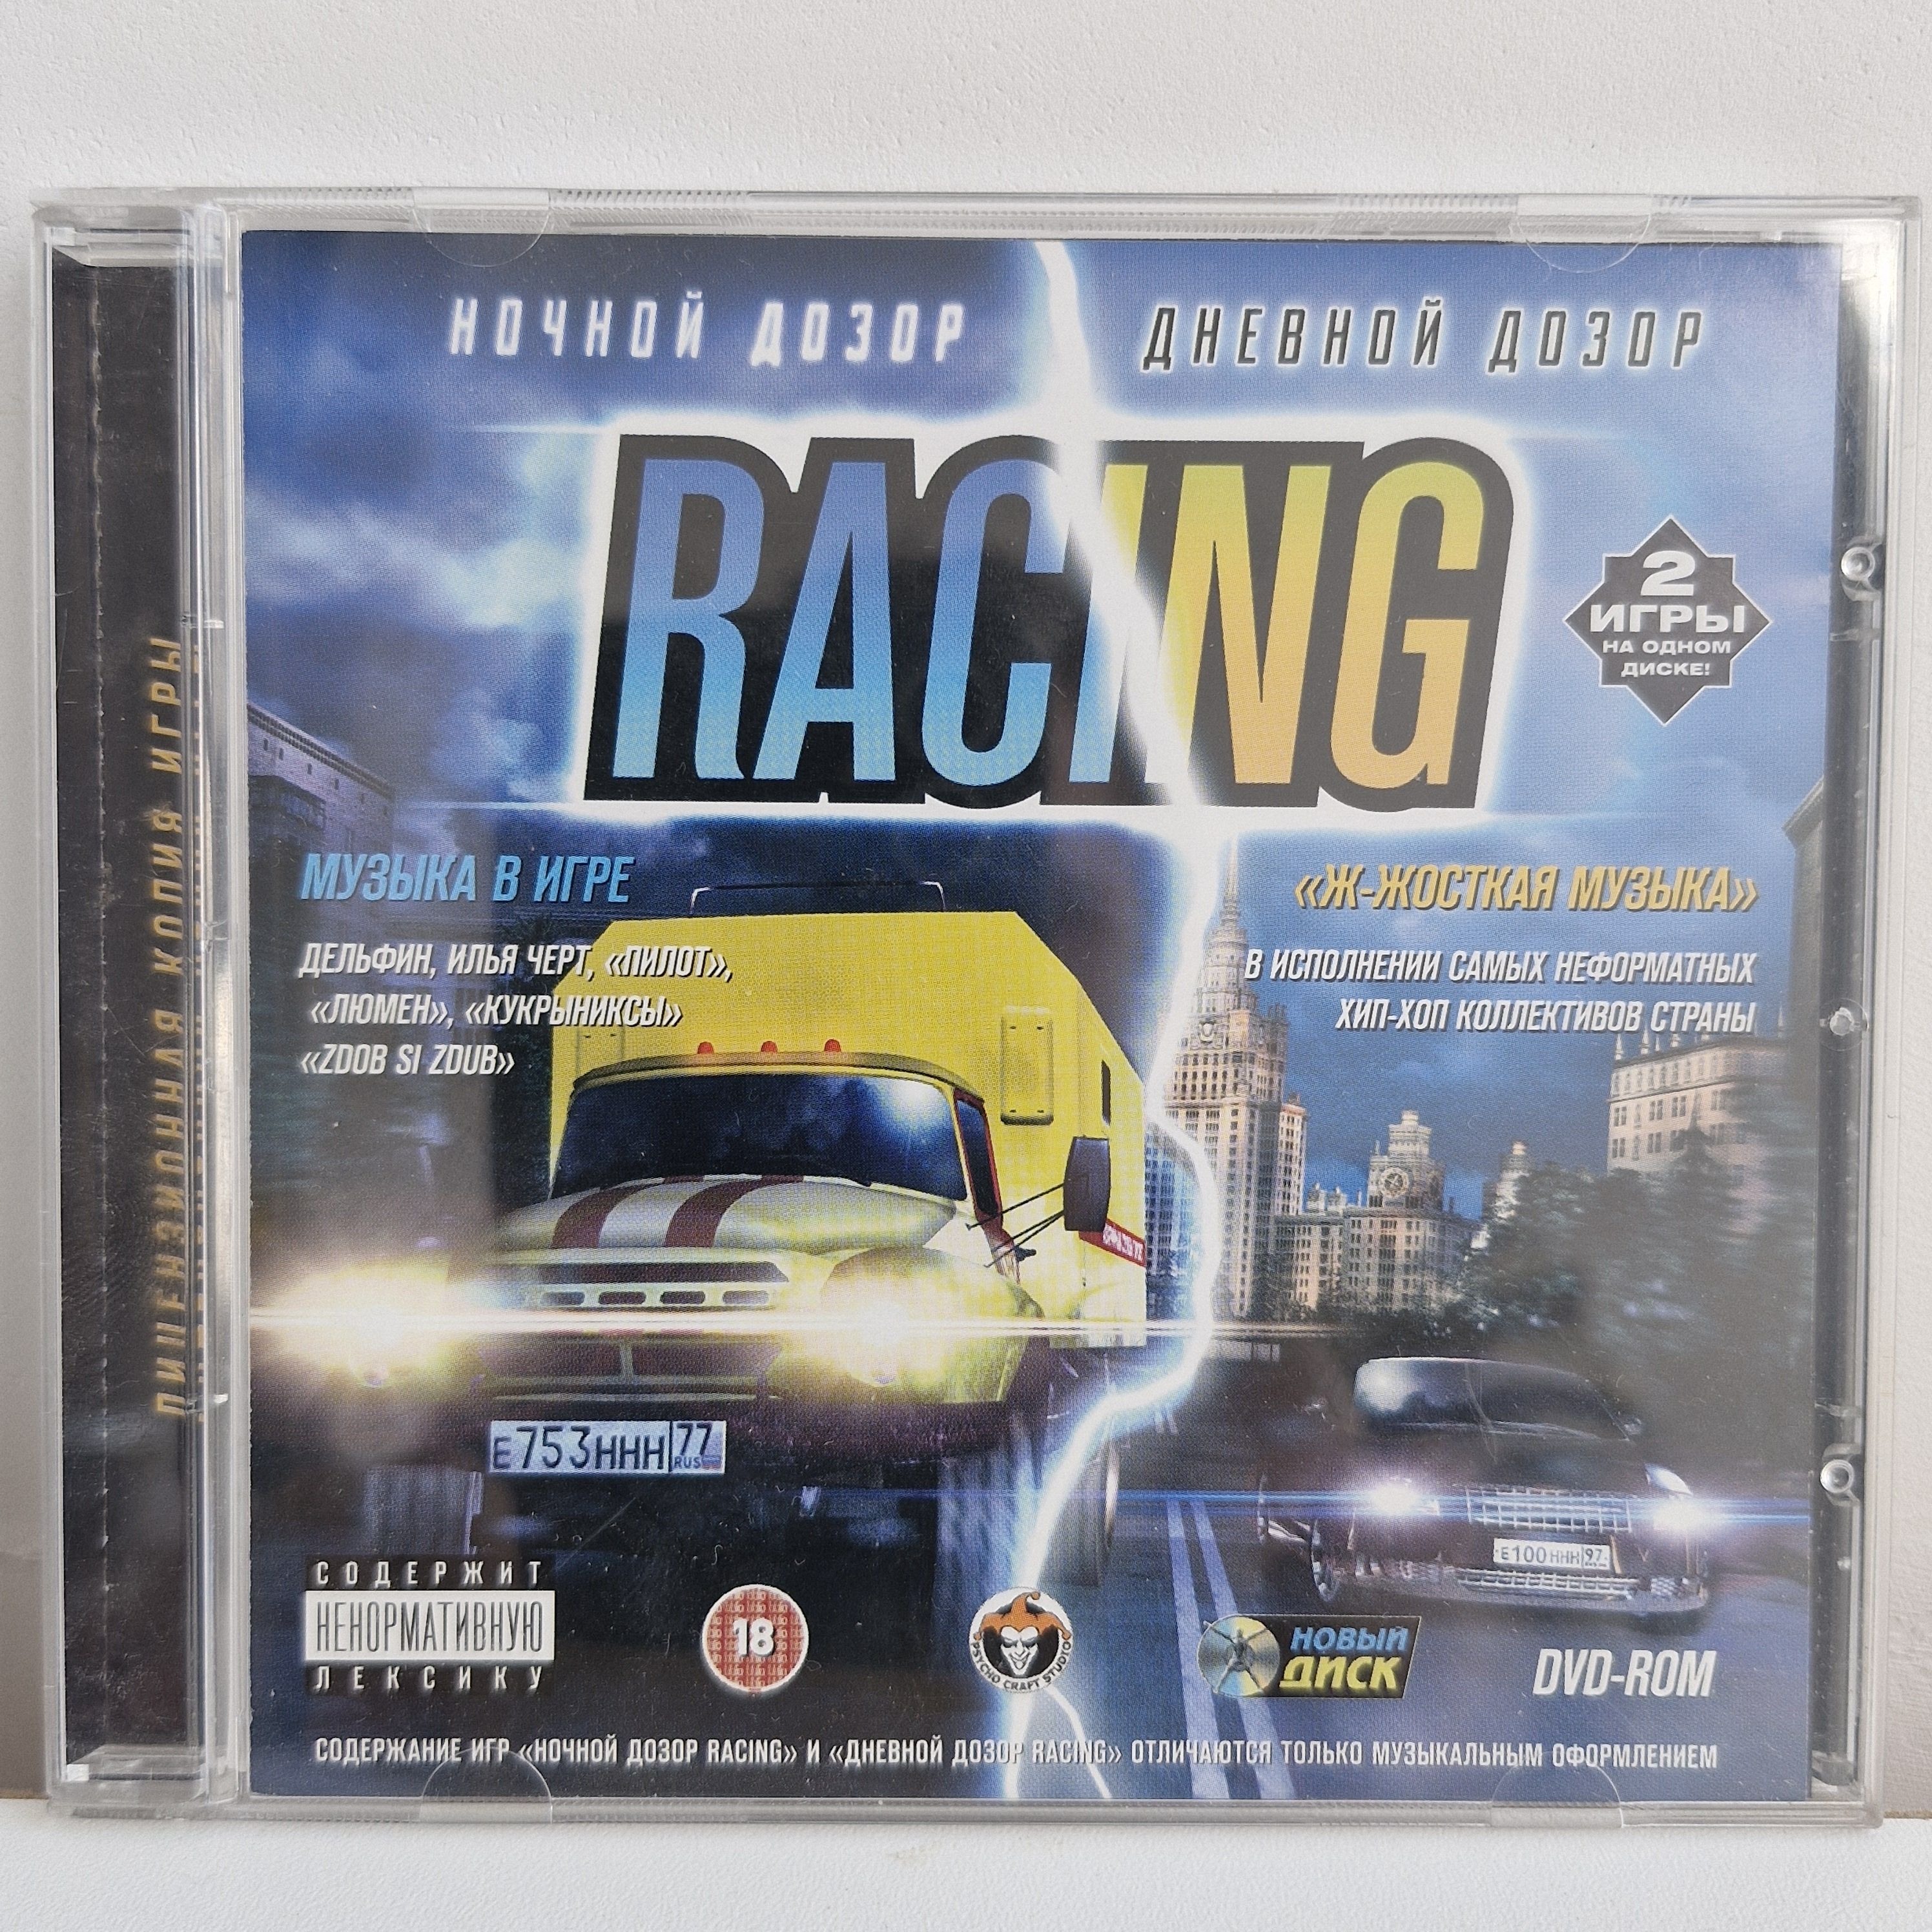 НОЧНОЙ ДОЗОР
ДНЕВНОЙ ДОЗОР
RACING
2
ИГРЫ
НА ОДНОМ
ДИСКЕ!
МУЗЫКА В ИГРЕ
ДЕЛЬФИН, ИЛЬЯ ЧЕРТ, «ПИЛОТ»,
«ЛЮМЕН», «КУКРЫНИКСЫ»
«ZDOB SI ZDUB»
«Ж-ЖОСТКАЯ МУЗЫКА»
В ИСПОЛНЕНИИ САМЫХ НЕФОРМАТНЫХ
ХИП-ХОП КОЛЛЕКТИВОВ СТРАНЫ
ЛИЦЕНЗИОННАЯ КОПИЯ ИГРЫ
Е753ННН 77
RUS
Е100ННН 97
СОДЕРЖИТ
НЕНОРМАТИВНУЮ
ЛЕКСИКУ
18
PSYCHO CRAFT STUDIO
НОВЫЙ
ДИСК
DVD-ROM
СОДЕРЖАНИЕ ИГР «НОЧНОЙ ДОЗОР RACING» И «ДНЕВНОЙ ДОЗОР RACING» ОТЛИЧАЮТСЯ ТОЛЬКО МУЗЫКАЛЬНЫМ ОФОРМЛЕНИЕМ